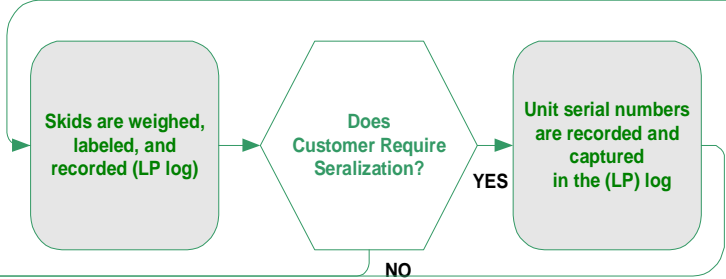 Skids are weighed,
labeled, and
recorded (LP log)
Does
Customer Require
Seralization?
YES
NO
Unit serial numbers
are recorded and
captured
in the (LP) log